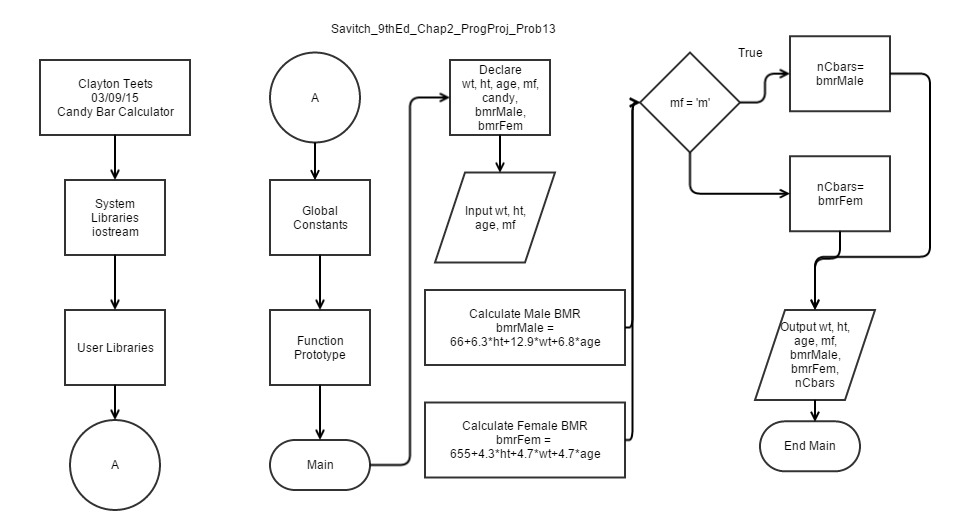 Savitch_9thEd_Chap2_ProgProj_Prob13
Clayton Teets
03/09/15
Candy Bar Calculator
System
Libraries
iostream
User Libraries
A
A
Global
Constants
Function
Prototype
Main
Declare
wt, ht, age, mf,
candy,
bmrMale,
bmrFem
Input wt, ht,
age, mf
Calculate Male BMR
bmrMale =
66+6.3*ht+12.9*wt+6.8*age
Calculate Female BMR
bmrFem =
655+4.3*ht+4.7*wt+4.7*age
mf = 'm'
True
nCbars=
bmrMale
nCbars=
bmrFem
Output wt, ht,
age, mf,
bmrMale,
bmrFem,
nCbars
End Main